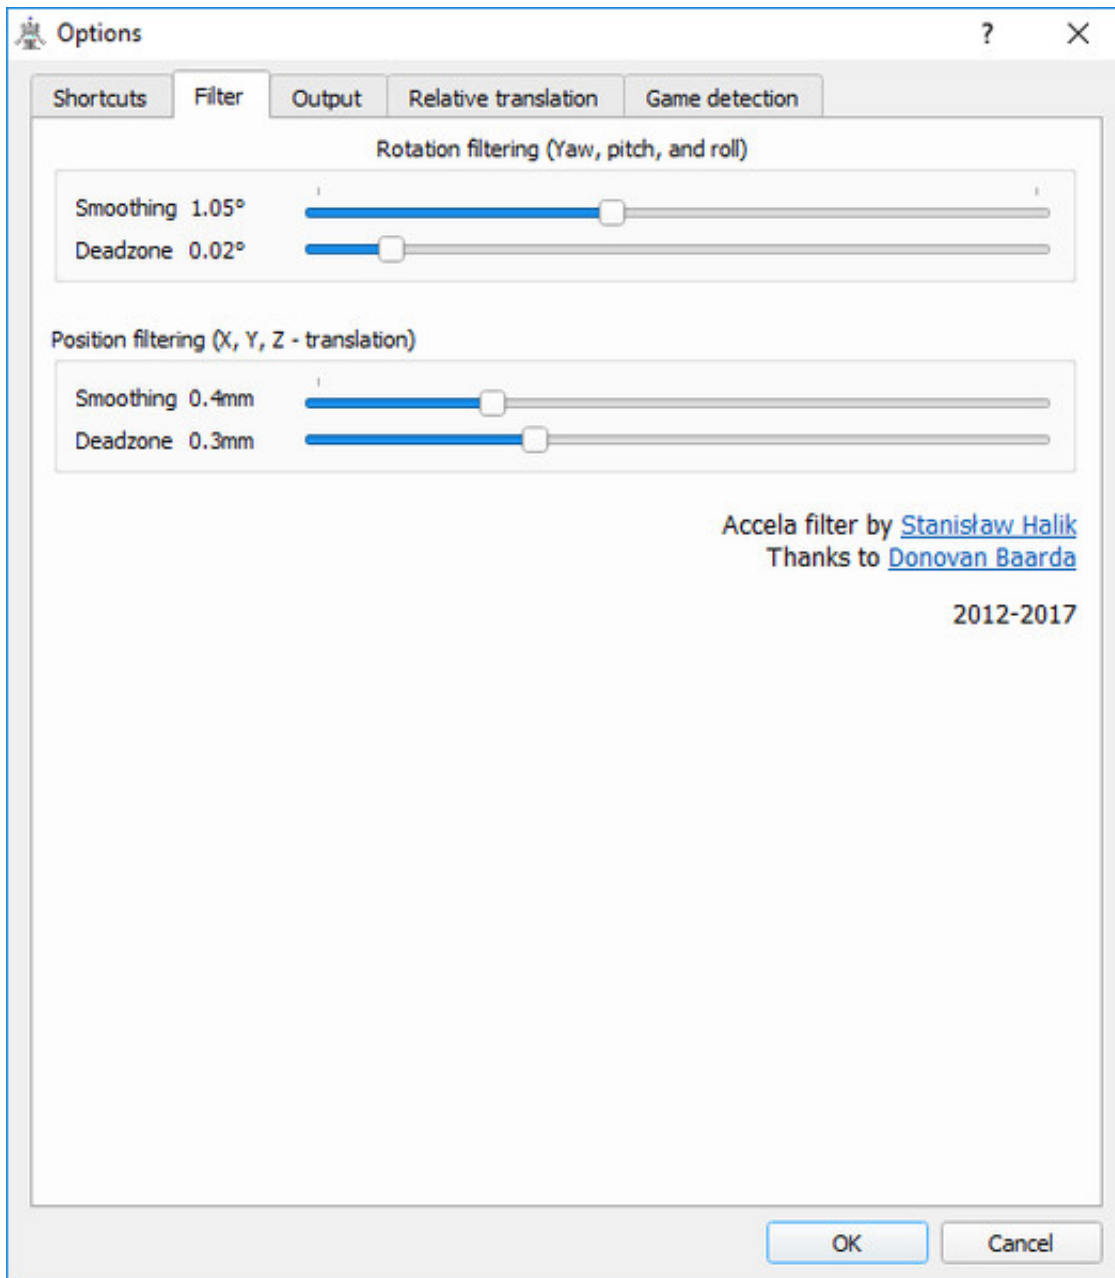 Options ?
Shortcuts Filter Output Relative translation Game detection
Rotation filtering (Yaw, pitch, and roll)
Smoothing 1.05°
Deadzone 0.02°
Position filtering (X, Y, Z - translation)
Smoothing 0.4mm
Deadzone 0.3mm
Accela filter by Stanisław Halik
Thanks to Donovan Baarda
2012-2017
OK Cancel